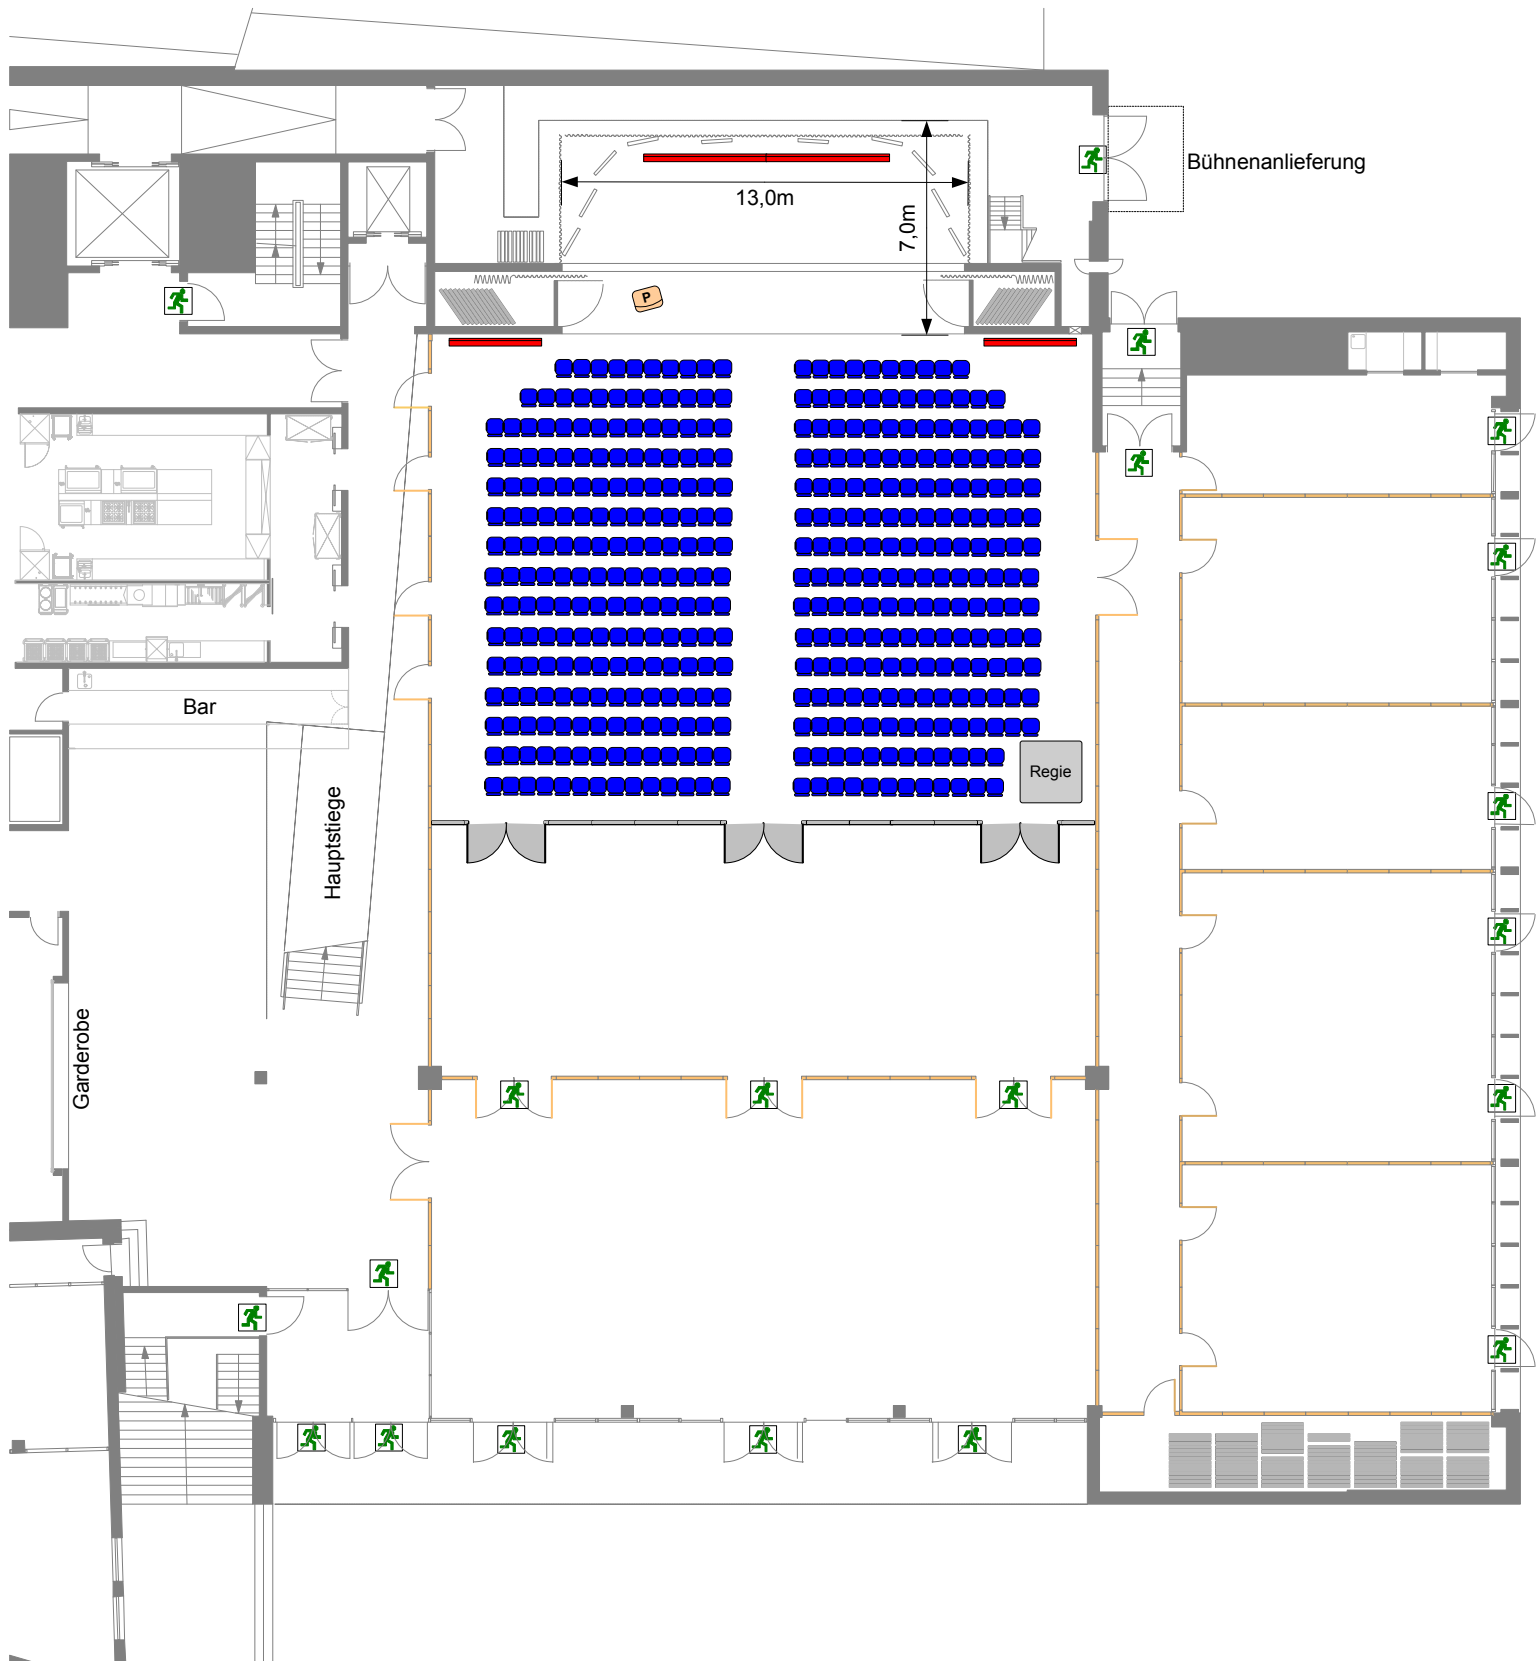 Bühnenanlieferung
13,0m
7,0m
P
Bar
Regie
Hauptstiege
Garderobe